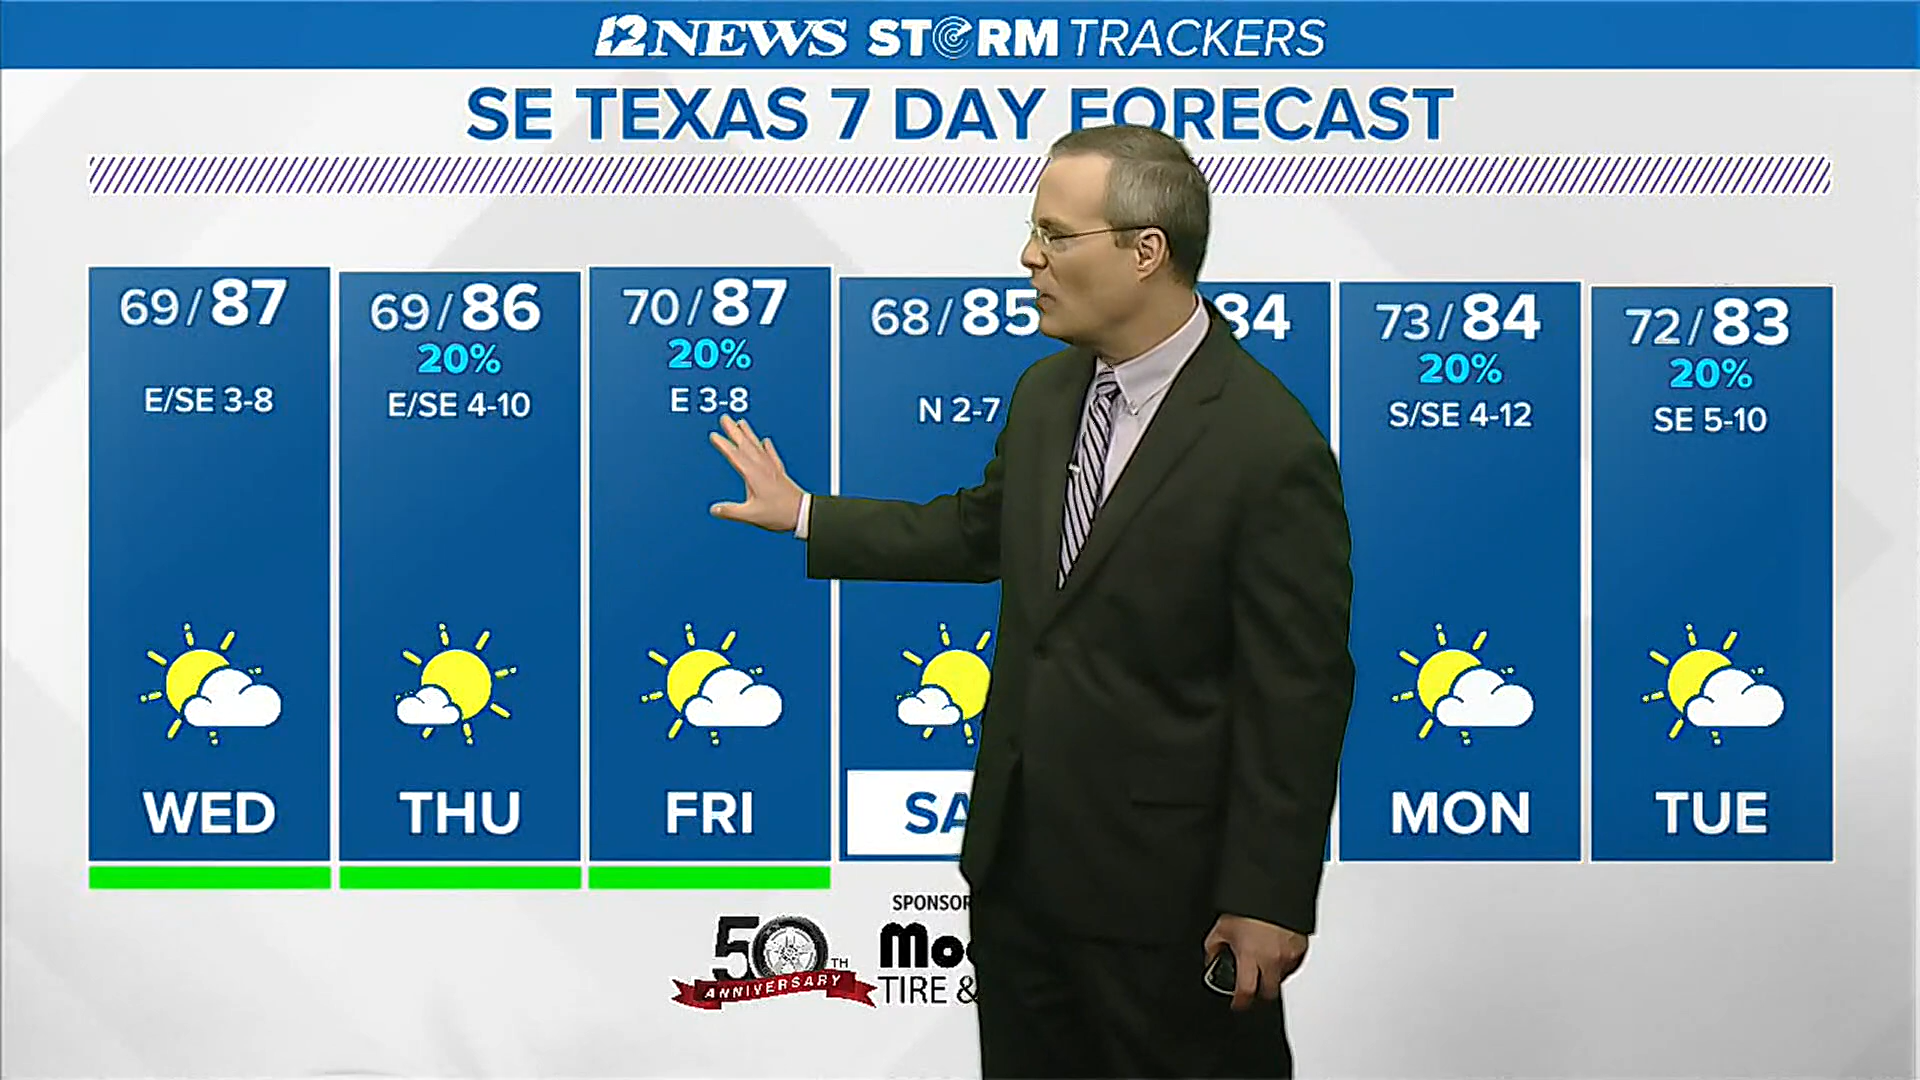 12NEWS STORM TRACKERS
SE TEXAS 7 DAY FORECAST
69/87
E/SE 3-8
WED
69/86
20%
E/SE 4-10
THU
70/87
20%
E 3-8
FRI
68/85
N 2-7
84
73/84
20%
S/SE 4-12
MON
72/83
20%
SE 5-10
TUE
50TH
ANNIVERSARY
TIRE &